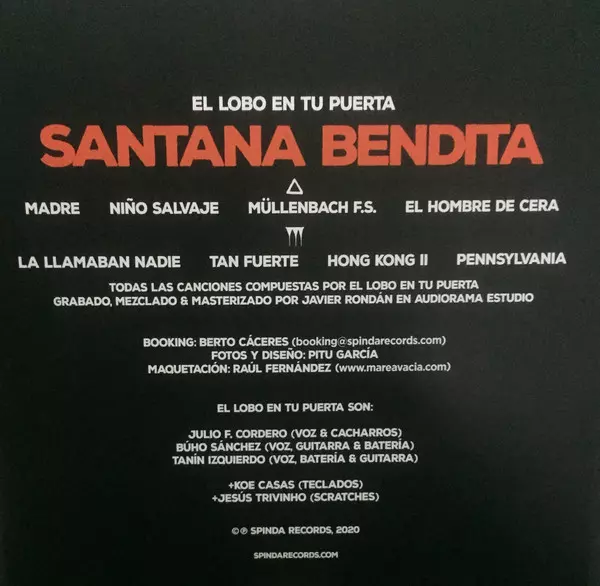 EL LOBO EN TU PUERTA
SANTANA BENDITA
MADRE NIÑO SALVAJE MÜLLENBACH F.S. EL HOMBRE DE CERA
LA LLAMABAN NADIE TAN FUERTE HONG KONG II PENNSYLVANIA
TODAS LAS CANCIONES COMPUESTAS POR EL LOBO EN TU PUERTA
GRABADO, MEZCLADO & MASTERIZADO POR JAVIER RONDÁN EN AUDIORAMA ESTUDIO
BOOKING: BERTO CÁCERES (booking@spindarecords.com)
FOTOS Y DISEÑO: PITU GARCÍA
MAQUETACIÓN: RAÚL FERNÁNDEZ (www.mareavacia.com)
EL LOBO EN TU PUERTA SON:
JULIO F. CORDERO (VOZ & CACHARROS)
BÚHO SÁNCHEZ (VOZ, GUITARRA & BATERÍA)
TANÍN IZQUIERDO (VOZ, BATERÍA & GUITARRA)
+KOE CASAS (TECLADOS)
+JESÚS TRIVINHO (SCRATCHES)
©℗ SPINDA RECORDS, 2020
SPINDARECORDS.COM